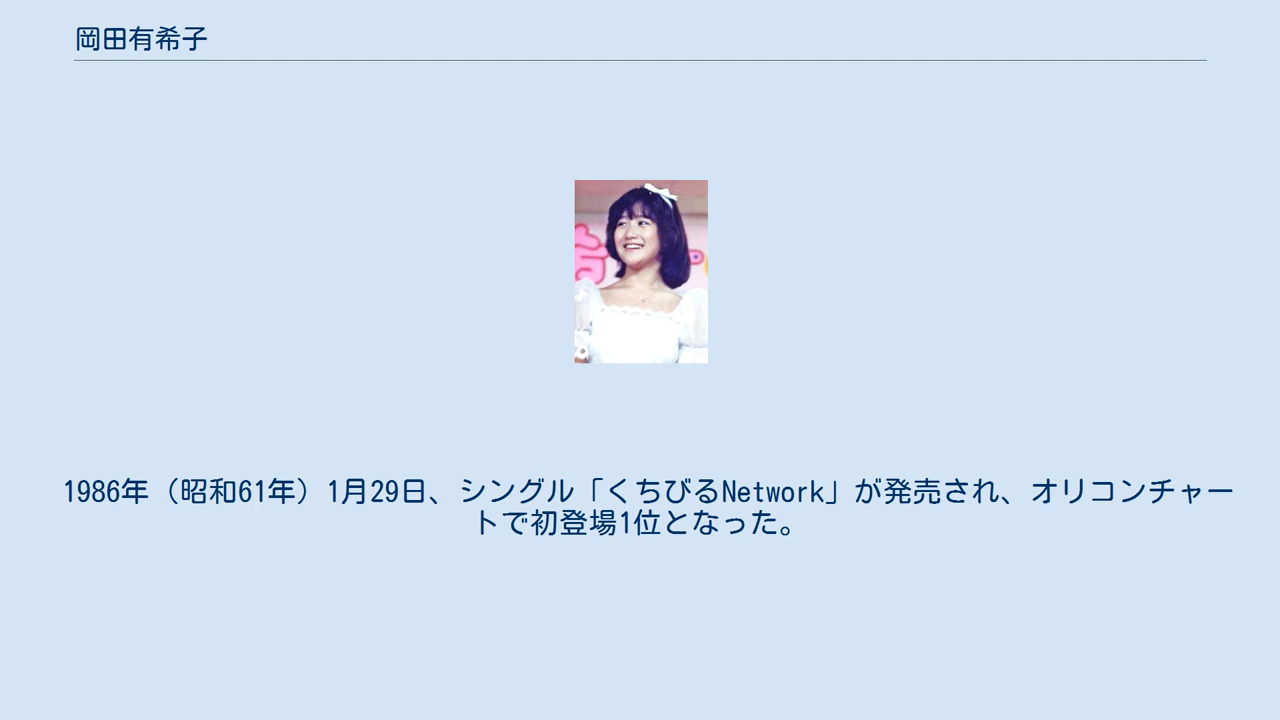 岡田有希子
1986年（昭和61年）1月29日、シングル「くちびるNetwork」が発売され、オリコンチャー
トで初登場1位となった。